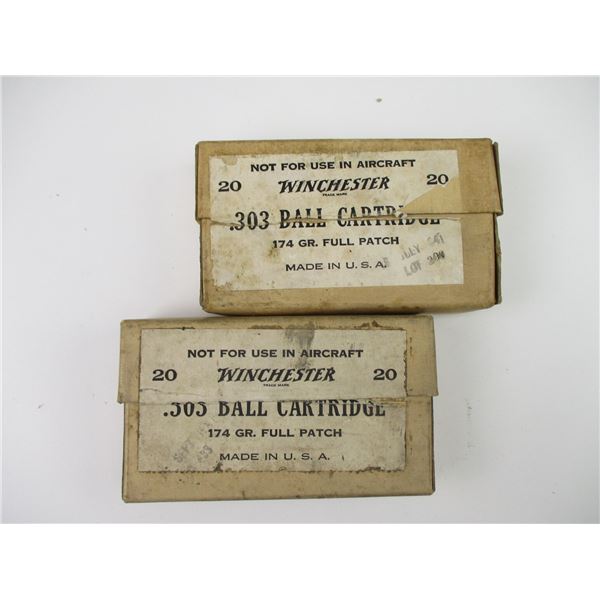 NOT FOR USE IN AIRCRAFT
20 WINCHESTER 20
TRADE MARK
.303 BALL CARTRIDGE
174 GR. FULL PATCH
MADE IN U. S. A.
LOT
NOT FOR USE IN AIRCRAFT
20 WINCHESTER 20
TRADE MARK
.303 BALL CARTRIDGE
174 GR. FULL PATCH
MADE IN U. S. A.